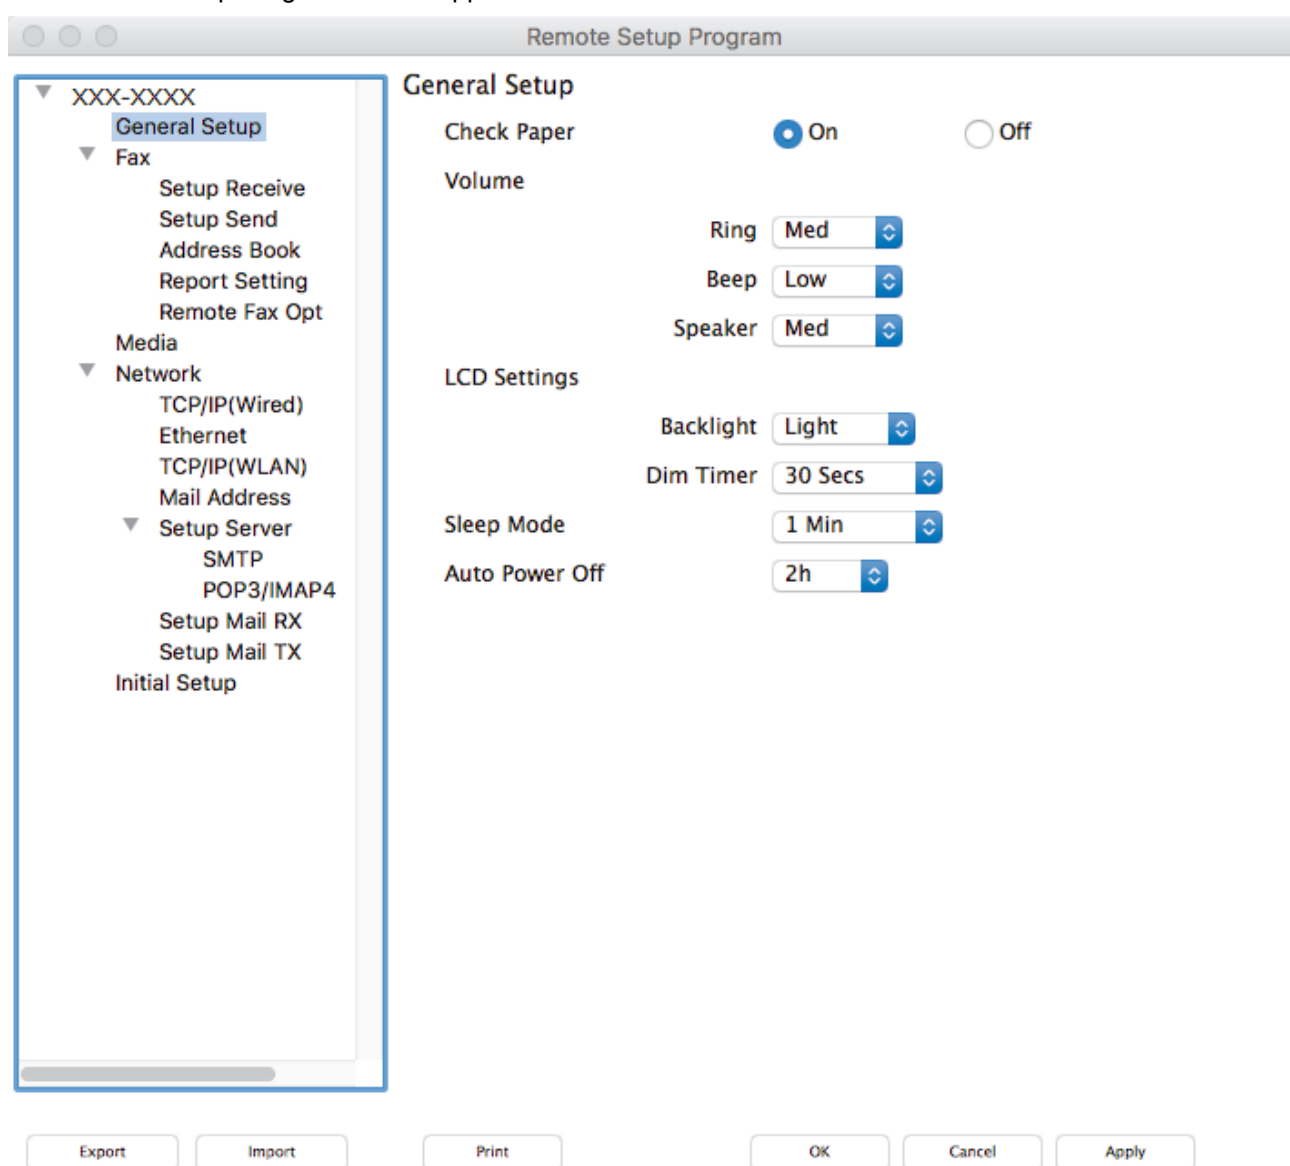 Remote Setup Program
XXX-XXXX
General Setup
Fax
Setup Receive
Setup Send
Address Book
Report Setting
Remote Fax Opt
Media
Network
TCP/IP(Wired)
Ethernet
TCP/IP(WLAN)
Mail Address
Setup Server
SMTP
POP3/IMAP4
Setup Mail RX
Setup Mail TX
Initial Setup
General Setup
Check Paper On Off
Volume
Ring Med
Beep Low
Speaker Med
LCD Settings
Backlight Light
Dim Timer 30 Secs
Sleep Mode 1 Min
Auto Power Off 2h
Export Import Print OK Cancel Apply